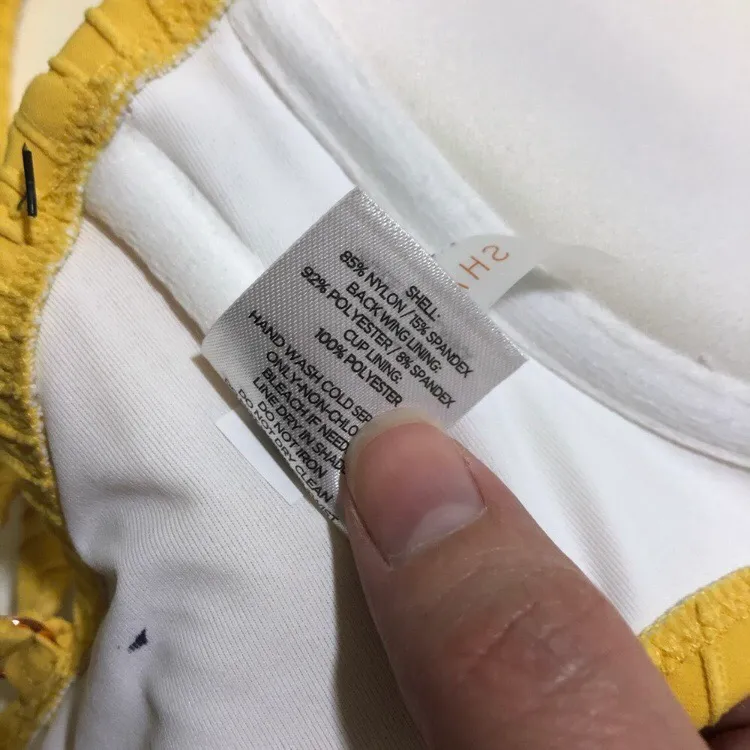 SHELL:
85% NYLON / 15% SPANDEX
BACK WING LINING:
92% POLYESTER / 8% SPANDEX
CUP LINING:
100% POLYESTER
HAND WASH COLD
ONLY.NON-CHLO
BLEACH IF NEED
LINE DRY IN SHAD
DO NOT IRON
DO NOT DRY CLEAN
SH